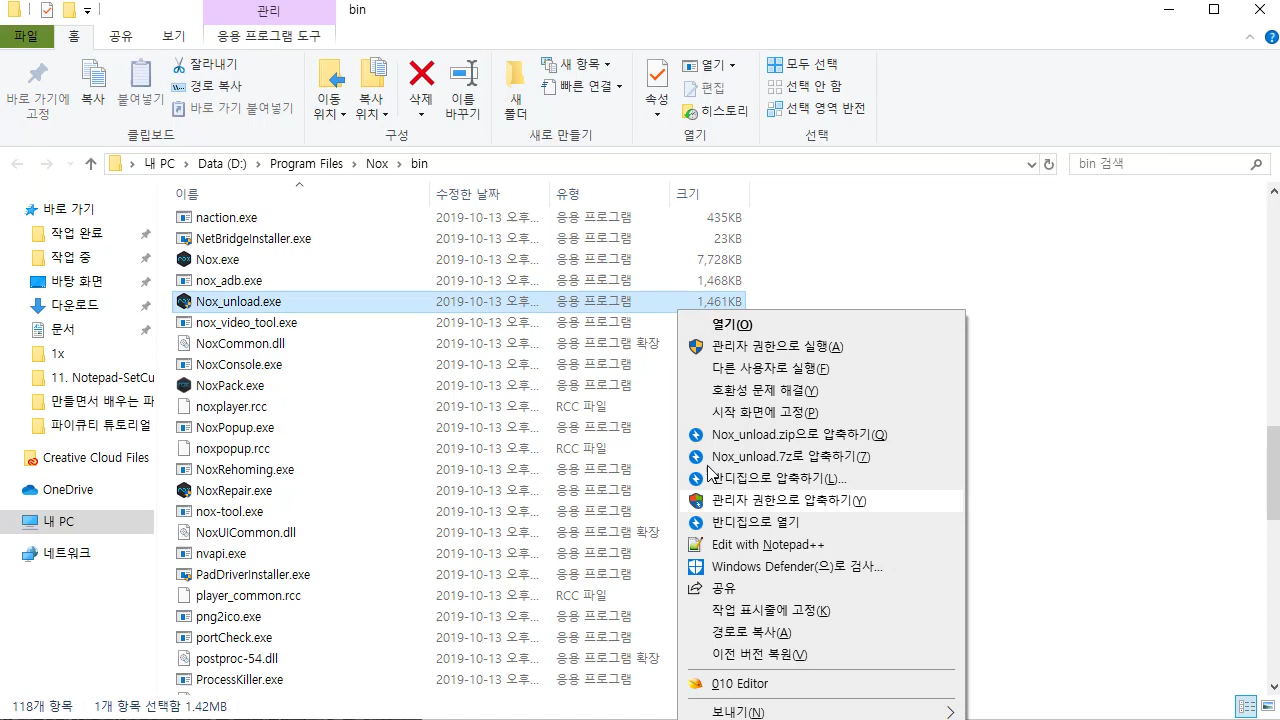 관리
bin
파일
홈
공유
보기
응용 프로그램 도구
바로 가기에
고정
복사
붙여넣기
잘라내기
경로 복사
바로 가기 붙여넣기
클립보드
이동
위치
복사
위치
삭제
이름
바꾸기
구성
새
폴더
새 항목
빠른 연결
새로 만들기
속성
열기
편집
히스토리
열기
모두 선택
선택 안 함
선택 영역 반전
선택
내 PC > Data (D:) > Program Files > Nox > bin
bin 검색
바로 가기
작업 완료
작업 중
바탕 화면
다운로드
문서
1x
11. Notepad-SetCu
만들면서 배우는 파
파이큐티 튜토리얼
Creative Cloud Files
OneDrive
내 PC
네트워크
이름 수정한 날짜 유형 크기
naction.exe 2019-10-13 오후... 응용 프로그램 435KB
NetBridgeInstaller.exe 2019-10-13 오후... 응용 프로그램 23KB
Nox.exe 2019-10-13 오후... 응용 프로그램 7,728KB
nox_adb.exe 2019-10-13 오후... 응용 프로그램 1,468KB
Nox_unload.exe 2019-10-13 오후... 응용 프로그램 1,461KB
nox_video_tool.exe 2019-10-13 오후... 응용 프로그램
NoxCommon.dll 2019-10-13 오후... 응용 프로그램 확장
NoxConsole.exe 2019-10-13 오후... 응용 프로그램
NoxPack.exe 2019-10-13 오후... 응용 프로그램
noxplayer.rcc 2019-10-13 오후... RCC 파일
NoxPopup.exe 2019-10-13 오후... 응용 프로그램
noxpopup.rcc 2019-10-13 오후... RCC 파일
NoxRehoming.exe 2019-10-13 오후... 응용 프로그램
NoxRepair.exe 2019-10-13 오후... 응용 프로그램
nox-tool.exe 2019-10-13 오후... 응용 프로그램
NoxUICommon.dll 2019-10-13 오후... 응용 프로그램 확장
nvapi.exe 2019-10-13 오후... 응용 프로그램
PadDriverInstaller.exe 2019-10-13 오후... 응용 프로그램
player_common.rcc 2019-10-13 오후... RCC 파일
png2ico.exe 2019-10-13 오후... 응용 프로그램
portCheck.exe 2019-10-13 오후... 응용 프로그램
postproc-54.dll 2019-10-13 오후... 응용 프로그램 확장
ProcessKiller.exe 2019-10-13 오후... 응용 프로그램
열기(O)
관리자 권한으로 실행(A)
다른 사용자로 실행(F)
호환성 문제 해결(Y)
시작 화면에 고정(P)
Nox_unload.zip으로 압축하기(Q)
Nox_unload.7z로 압축하기(7)
반디집으로 압축하기(L)...
관리자 권한으로 압축하기(Y)
반디집으로 열기
Edit with Notepad++
Windows Defender(으)로 검사...
공유
작업 표시줄에 고정(K)
경로로 복사(A)
이전 버전 복원(V)
010 Editor
보내기(N)
118개 항목 1개 항목 선택함 1.42MB